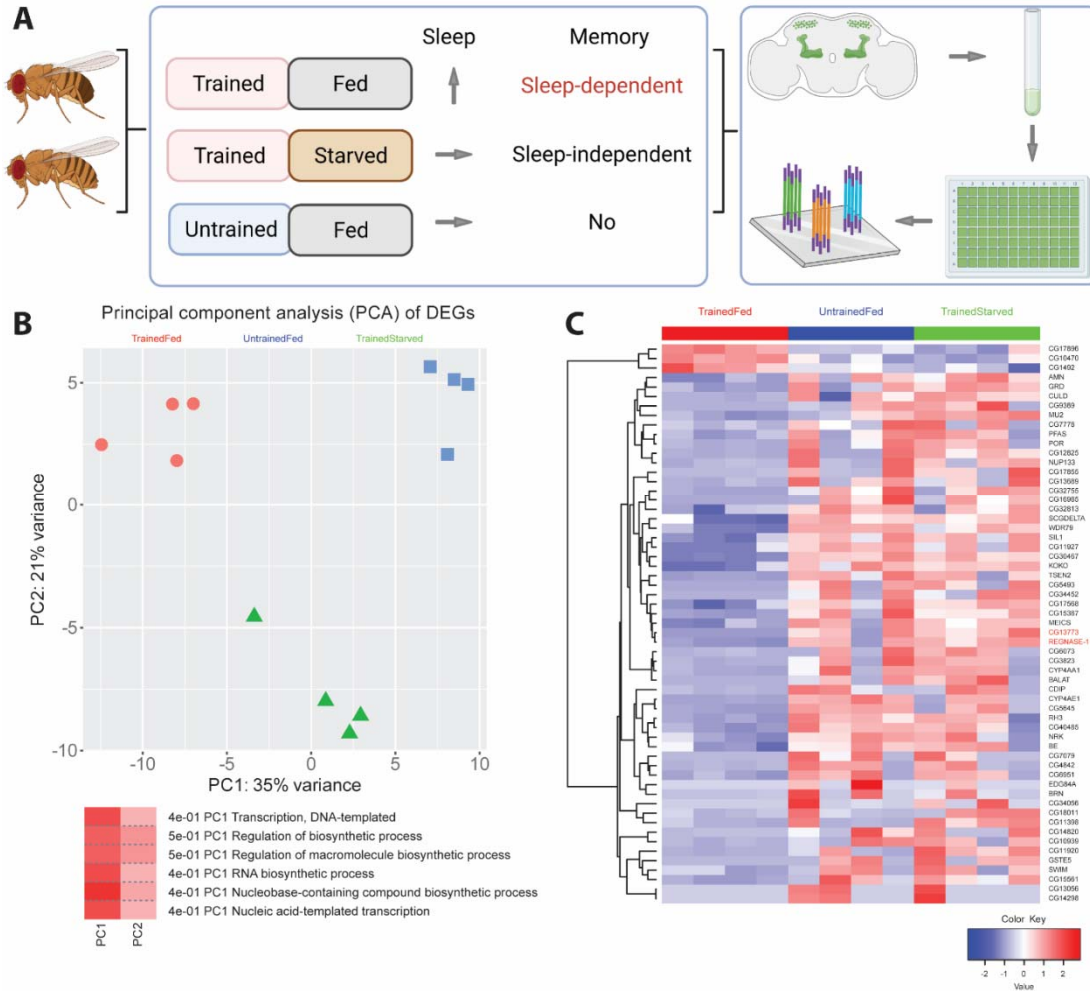 A
Sleep
Memory
Trained
Fed
Sleep-dependent
Trained
Starved
Sleep-independent
Untrained
Fed
No
B
Principal component analysis (PCA) of DEGs
TrainedFed
UntrainedFed
TrainedStarved
5
0
-5
-10
PC2: 21% variance
-10
-5
0
5
10
PC1: 35% variance
4e-01 PC1 Transcription, DNA-templated
5e-01 PC1 Regulation of biosynthetic process
5e-01 PC1 Regulation of macromolecule biosynthetic process
4e-01 PC1 RNA biosynthetic process
4e-01 PC1 Nucleobase-containing compound biosynthetic process
4e-01 PC1 Nucleic acid-templated transcription
PC1
PC2
C
TrainedFed
UntrainedFed
TrainedStarved
CG17896
CG10470
CG1492
AMN
GRD
CULD
CG9389
MU2
CG7778
PFAS
POR
CG12825
NUP133
CG17855
CG13689
CG32755
CG16985
CG32813
SCGDELTA
WDR79
SIL1
CG11927
CG30467
KOKO
TSEN2
CG5493
CG34452
CG17568
CG15387
MEICS
CG13773
REGNASE-1
CG6673
CG3823
CYP4AA1
BALAT
CDIP
CYP4AE1
CG5645
RH3
CG40485
NRK
BE
CG7079
CG4842
CG6951
EDG84A
BRN
CG34056
CG18011
CG11398
CG14820
CG10939
CG11920
GSTE5
SWIM
CG15561
CG13056
CG14298
Color Key
-2
-1
0
1
2
Value